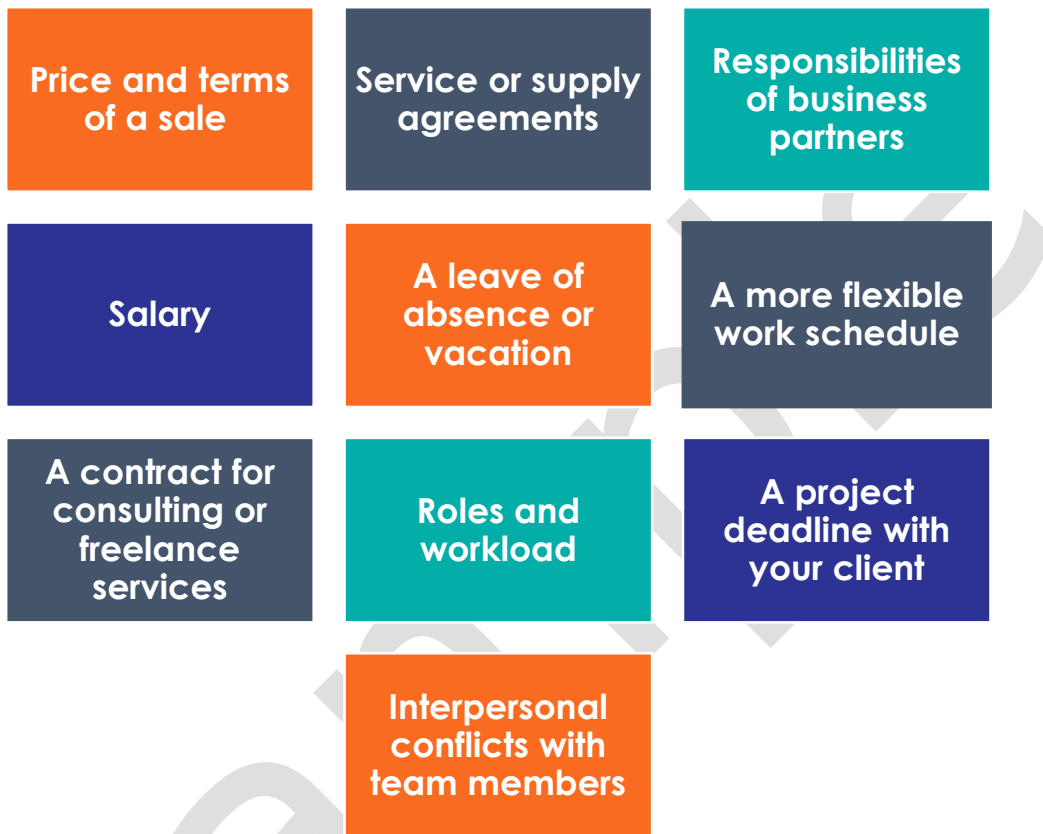 Price and terms
of a sale
Service or supply
agreements
Responsibilities
of business
partners
Salary
A leave of
absence or
vacation
A more flexible
work schedule
A contract for
consulting or
freelance
services
Roles and
workload
A project
deadline with
your client
Interpersonal
conflicts with
team members